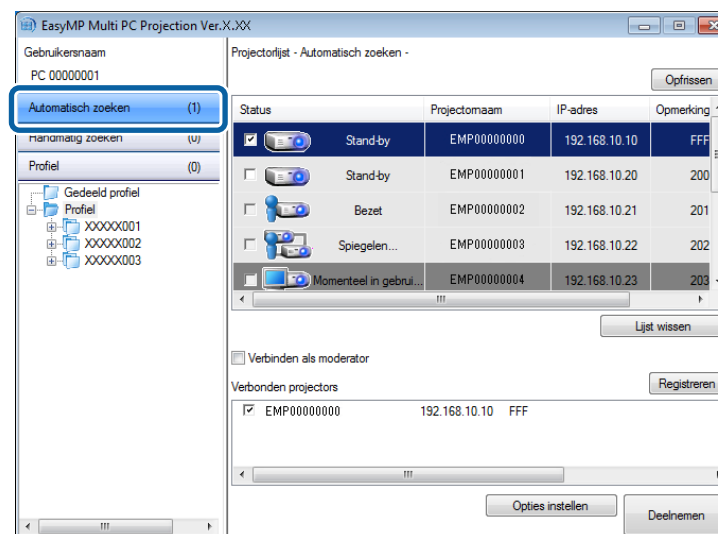 EasyMP Multi PC Projection Ver.X.XX
Gebruikersnaam
PC 00000001
Automatisch zoeken (1)
Handmatig zoeken (0)
Profiel (0)
Gedeeld profiel
Profiel
XXXXX001
XXXXX002
XXXXX003
Projectorlijst - Automatisch zoeken -
Opfrissen
Status Projectornaam IP-adres Opmerking
Stand-by EMP00000000 192.168.10.10 FFF
Stand-by EMP00000001 192.168.10.20 200
Bezet EMP00000002 192.168.10.21 201
Spiegelen... EMP00000003 192.168.10.22 202
Momenteel in gebrui... EMP00000004 192.168.10.23 203
Lijst wissen
Verbinden als moderator
Verbonden projectors
Registreren
EMP00000000 192.168.10.10 FFF
Opties instellen
Deelnemen